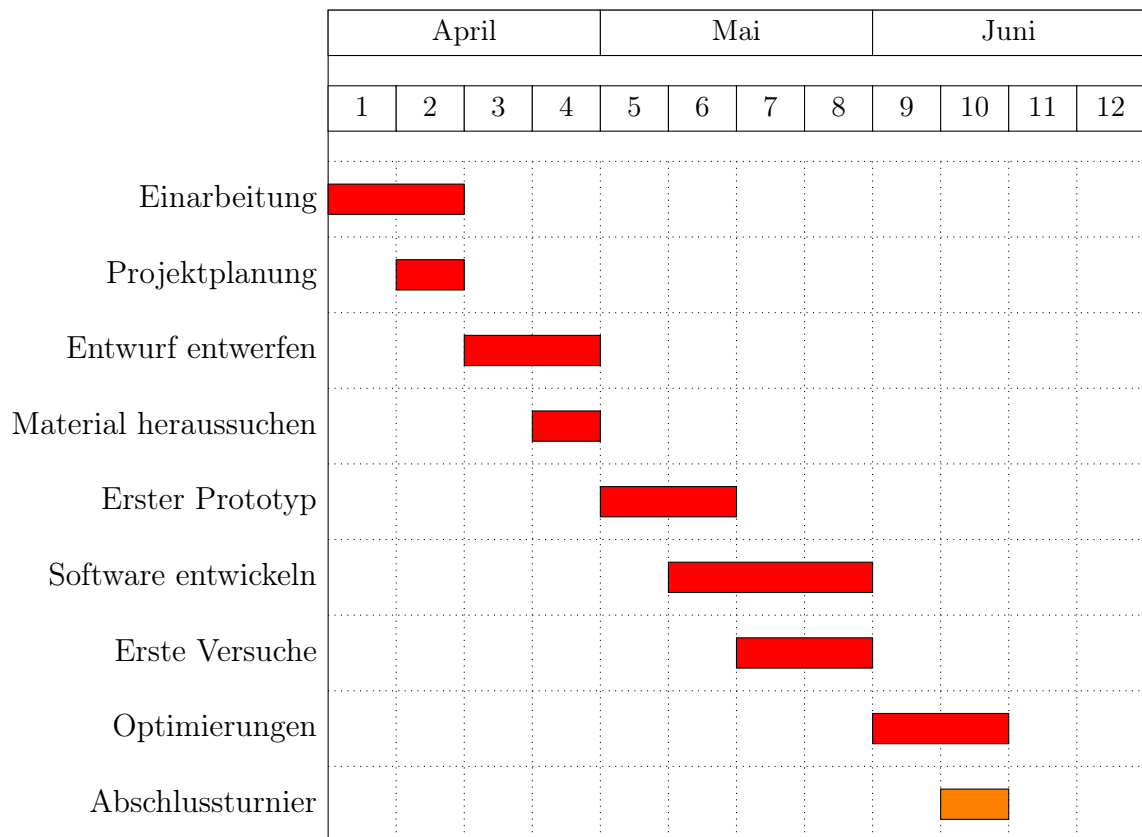 April Mai Juni
1 2 3 4 5 6 7 8 9 10 11 12
Einarbeitung
Projektplanung
Entwurf entwerfen
Material heraussuchen
Erster Prototyp
Software entwickeln
Erste Versuche
Optimierungen
Abschlussturnier